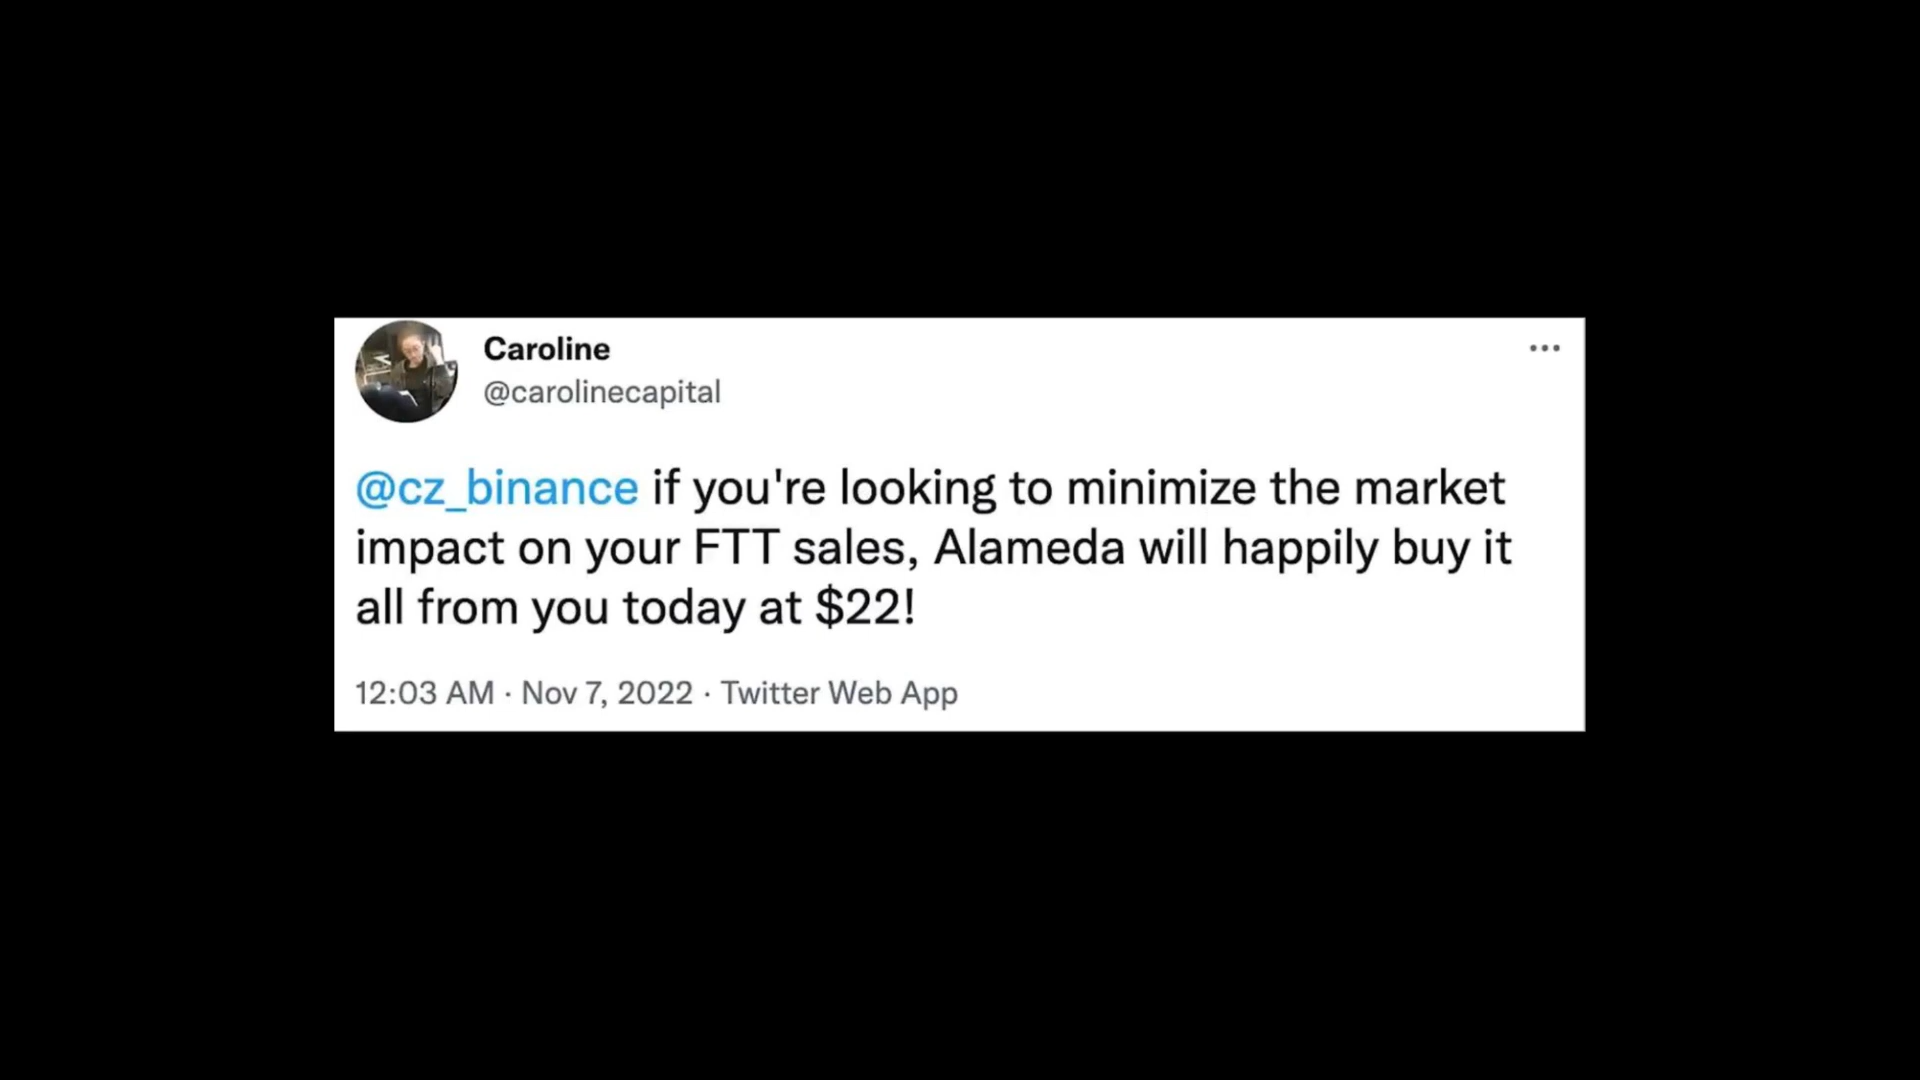 Caroline
@carolinecapital
@cz_binance if you're looking to minimize the market
impact on your FTT sales, Alameda will happily buy it
all from you today at $22!
12:03 AM · Nov 7, 2022 · Twitter Web App